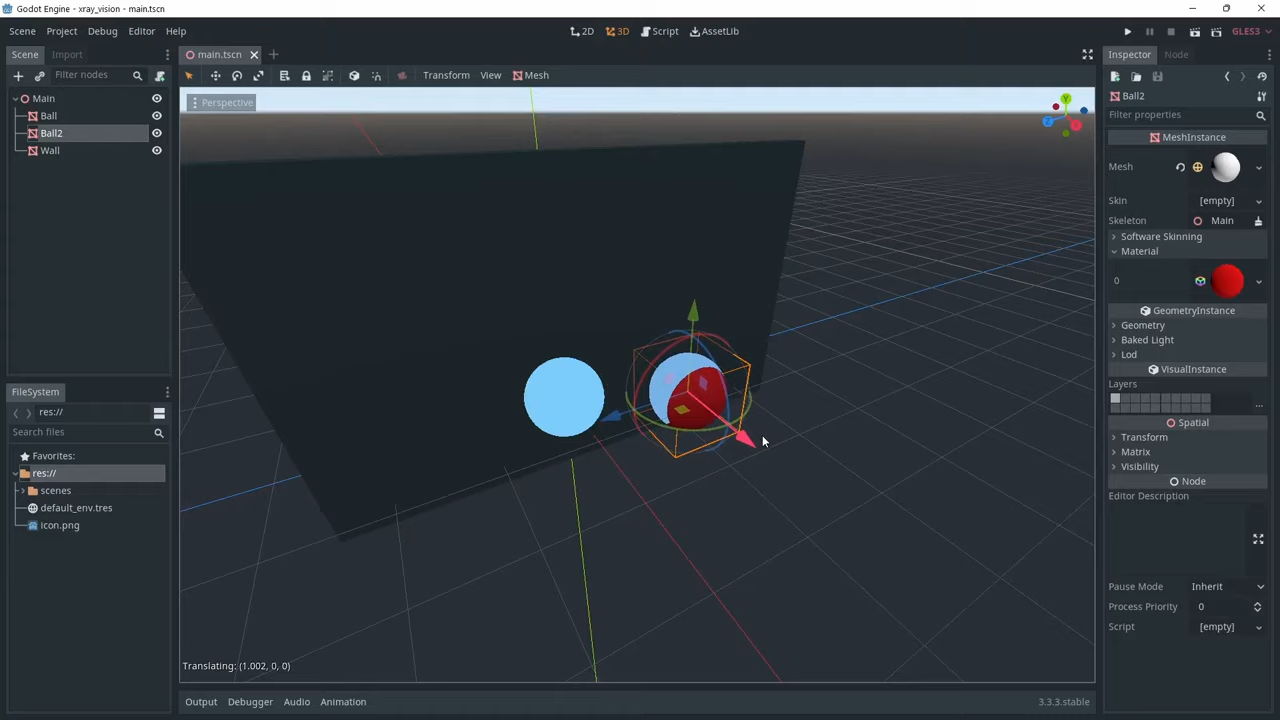 Godot Engine - xray_vision - main.tscn
Scene Project Debug Editor Help
2D 3D Script AssetLib
GLES3
Scene Import
Filter nodes
Main
Ball
Ball2
Wall
FileSystem
res://
Search files
Favorites:
res://
scenes
default_env.tres
icon.png
main.tscn
Transform View Mesh
Perspective
Y
Z
X
Translating: (1.002, 0, 0)
Output Debugger Audio Animation
3.3.3.stable
Inspector Node
Ball2
Filter properties
MeshInstance
Mesh
Skin [empty]
Skeleton Main
Software Skinning
Material
0
GeometryInstance
Geometry
Baked Light
Lod
VisualInstance
Layers
...
Spatial
Transform
Matrix
Visibility
Node
Editor Description
Pause Mode Inherit
Process Priority 0
Script [empty]